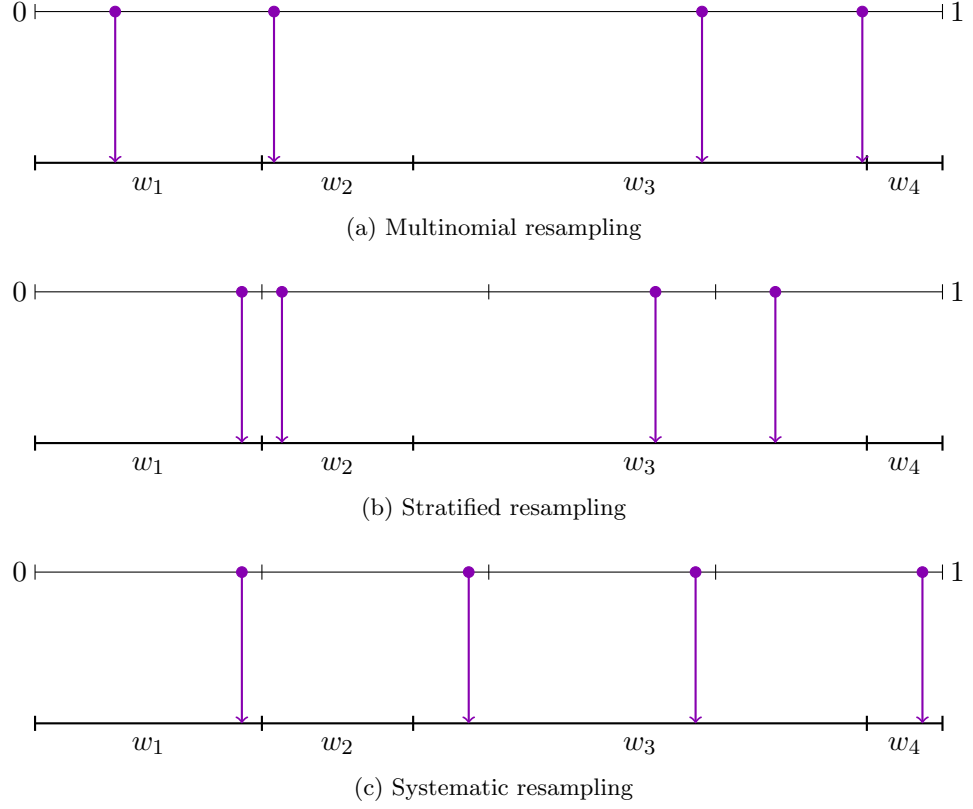 0 1
w1 w2 w3 w4
(a) Multinomial resampling
0 1
w1 w2 w3 w4
(b) Stratified resampling
0 1
w1 w2 w3 w4
(c) Systematic resampling